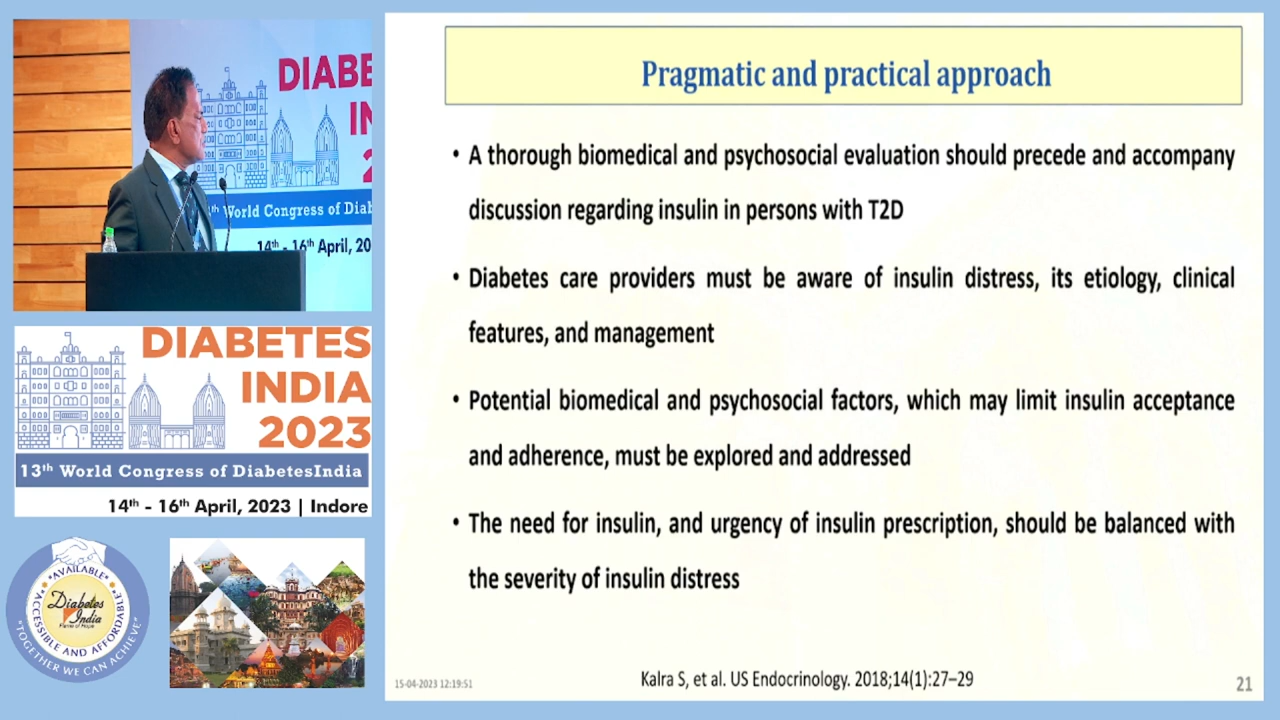 DIABE
IN
2
th World Congress of Diab
14th - 16th April, 20
DIABETES
INDIA
2023
13th World Congress of DiabetesIndia
14th - 16th April, 2023 | Indore
*AVAILABLE*
*ACCESSIBLE AND AFFORDABLE*
Diabetes
India
"TOGETHER WE CAN ACHIEVE"
Pragmatic and practical approach
• A thorough biomedical and psychosocial evaluation should precede and accompany
discussion regarding insulin in persons with T2D
• Diabetes care providers must be aware of insulin distress, its etiology, clinical
features, and management
• Potential biomedical and psychosocial factors, which may limit insulin acceptance
and adherence, must be explored and addressed
• The need for insulin, and urgency of insulin prescription, should be balanced with
the severity of insulin distress
15-04-2023 12:19:51
Kalra S, et al. US Endocrinology. 2018;14(1):27–29
21